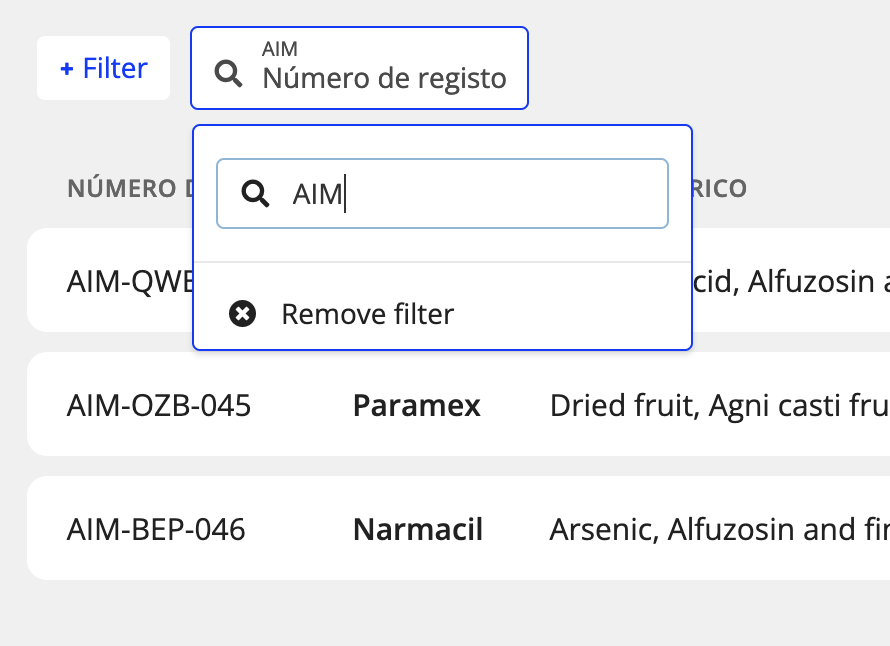 + Filter
AIM
Número de registo
AIM
NÚMERO
RICO
Remove filter
AIM-QWE
cid, Alfuzosin
AIM-OZB-045 Paramex Dried fruit, Agni casti fru
AIM-BEP-046 Narmacil Arsenic, Alfuzosin and fin